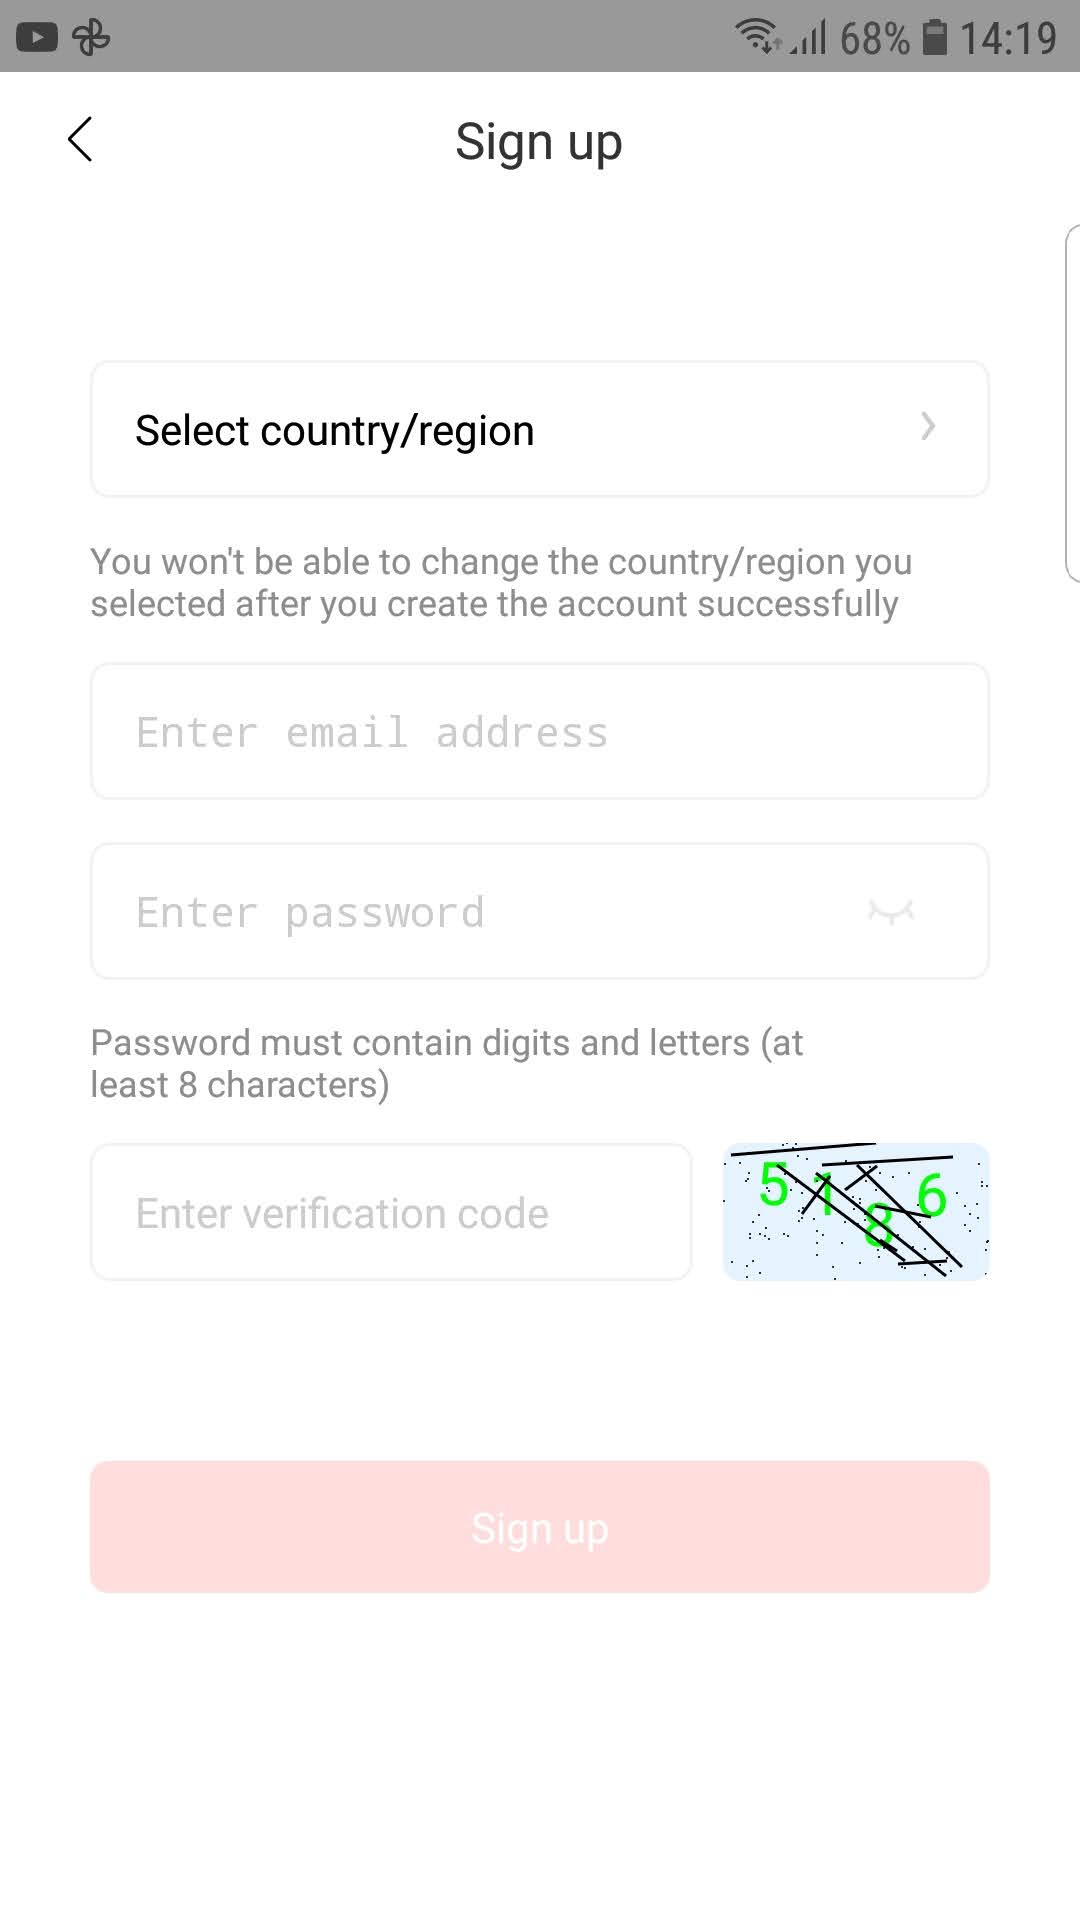 68% 14:19
Sign up
Select country/region
You won't be able to change the country/region you
selected after you create the account successfully
Enter email address
Enter password
Password must contain digits and letters (at
least 8 characters)
Enter verification code
5186
Sign up